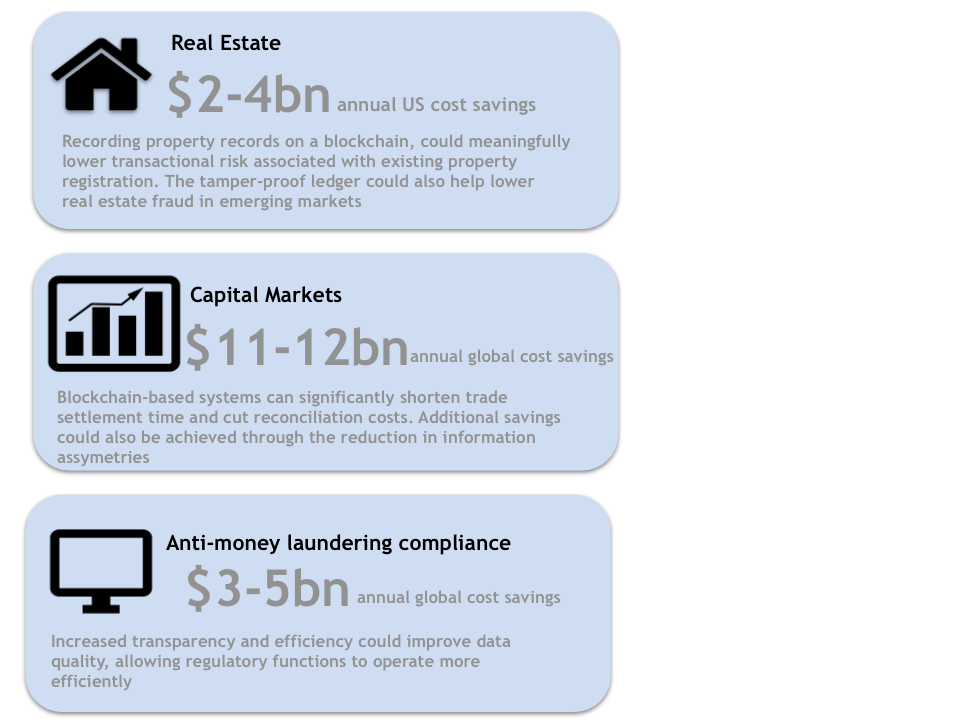 Real Estate
$2-4bn annual US cost savings
Recording property records on a blockchain, could meaningfully
lower transactional risk associated with existing property
registration. The tamper-proof ledger could also help lower
real estate fraud in emerging markets
Capital Markets
$11-12bn annual global cost savings
Blockchain-based systems can significantly shorten trade
settlement time and cut reconciliation costs. Additional savings
could also be achieved through the reduction in information
assymetries
Anti-money laundering compliance
$3-5bn annual global cost savings
Increased transparency and efficiency could improve data
quality, allowing regulatory functions to operate more
efficiently